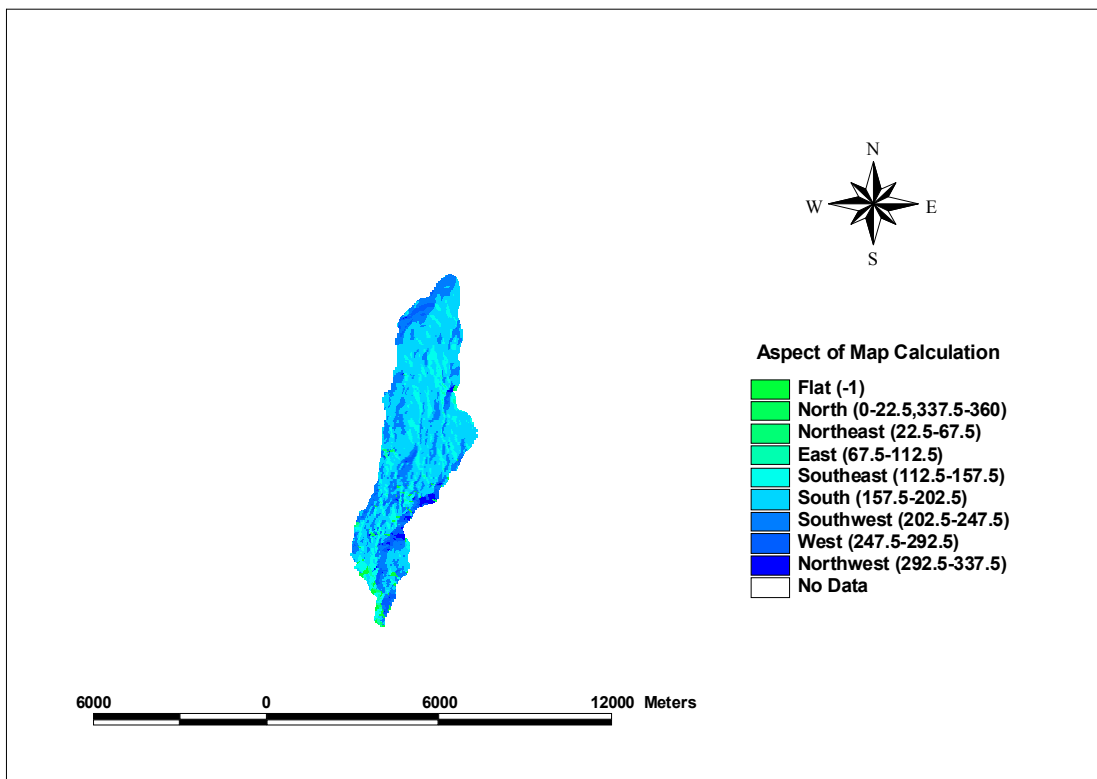 N
W E
S
Aspect of Map Calculation
Flat (-1)
North (0-22.5,337.5-360)
Northeast (22.5-67.5)
East (67.5-112.5)
Southeast (112.5-157.5)
South (157.5-202.5)
Southwest (202.5-247.5)
West (247.5-292.5)
Northwest (292.5-337.5)
No Data
6000 0 6000 12000 Meters